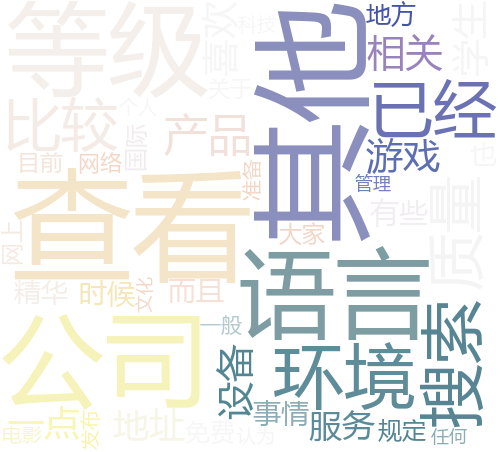 等级
喜欢
科技
其他
地方
学生
相关
比较
个人
关于
产品
国际
已经
游戏
也
目前
网络
准备
管理
查看
有些
质量
网上
大家
精华
时候
文化
而且
语言
公司
一般
设备
环境
搜索
电影
一点
发布
地址
免费
认为
事情
服务
规定
任何